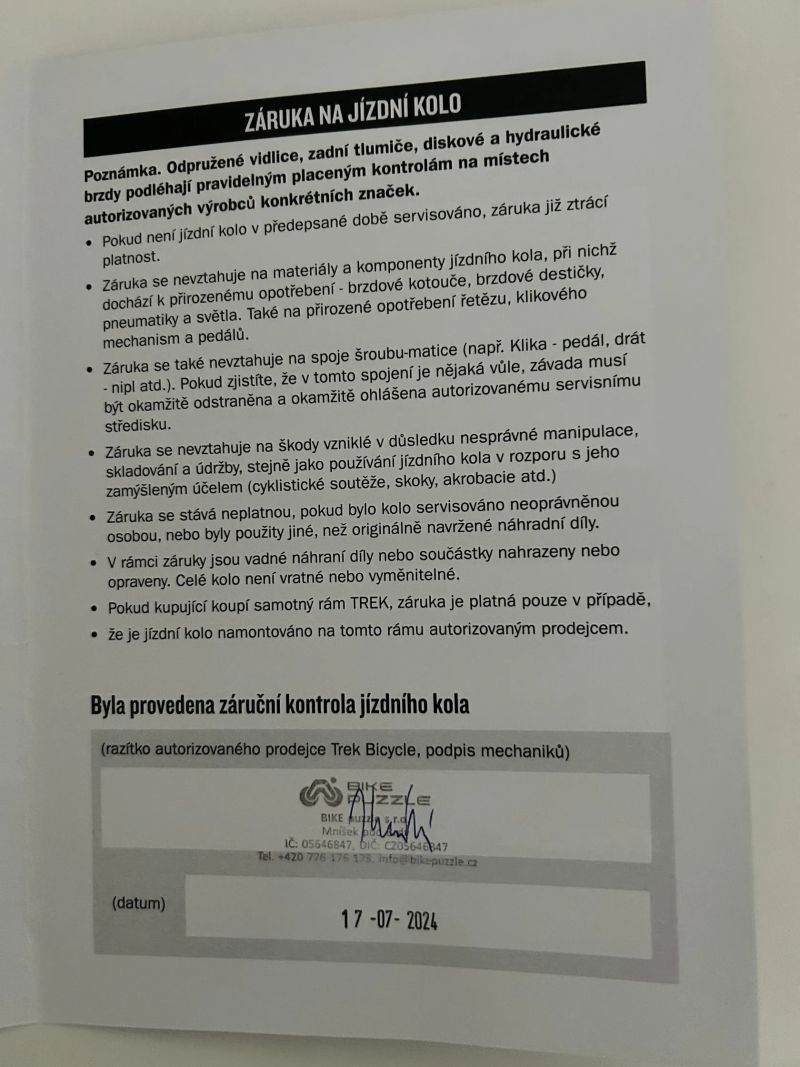 ZÁRUKA NA JÍZDNÍ KOLO
Poznámka. Odpružené vidlice, zadní tlumiče, diskové a hydraulické
brzdy podléhají pravidelným placeným kontrolám na místech
autorizovaných výrobců konkrétních značek.
• Pokud není jízdní kolo v předepsané době servisováno, záruka již ztrácí
platnost.
• Záruka se nevztahuje na materiály a komponenty jízdního kola, při nichž
dochází k přirozenému opotřebení - brzdové kotouče, brzdové destičky,
pneumatiky a světla. Také na přirozené opotřebení řetězu, klikového
mechanism a pedálů.
• Záruka se také nevztahuje na spoje šroubu-matice (např. Klika - pedál, drát
- nipl atd.). Pokud zjistíte, že v tomto spojení je nějaká vůle, závada musí
být okamžitě odstraněna a okamžitě ohlášena autorizovanému servisnímu
středisku.
• Záruka se nevztahuje na škody vzniklé v důsledku nesprávné manipulace,
skladování a údržby, stejně jako používání jízdního kola v rozporu s jeho
zamýšleným účelem (cyklistické soutěže, skoky, akrobacie atd.)
• Záruka se stává neplatnou, pokud bylo kolo servisováno neoprávněnou
osobou, nebo byly použity jiné, než originálně navržené náhradní díly.
• V rámci záruky jsou vadné náhraní díly nebo součástky nahrazeny nebo
opraveny. Celé kolo není vratné nebo vyměnitelné.
• Pokud kupující koupí samotný rám TREK, záruka je platná pouze v případě,
• že je jízdní kolo namontováno na tomto rámu autorizovaným prodejcem.
Byla provedena záruční kontrola jízdního kola
(razítko autorizovaného prodejce Trek Bicycle, podpis mechaniků)
BIKE
PUZZLE
BIKE puzzle s.r.o.
Mníšek pod
IČ: 05646847, DIČ: CZ05646847
Tel. +420 776 176 173. info@bikepuzzle.cz
(datum)
17 -07- 2024